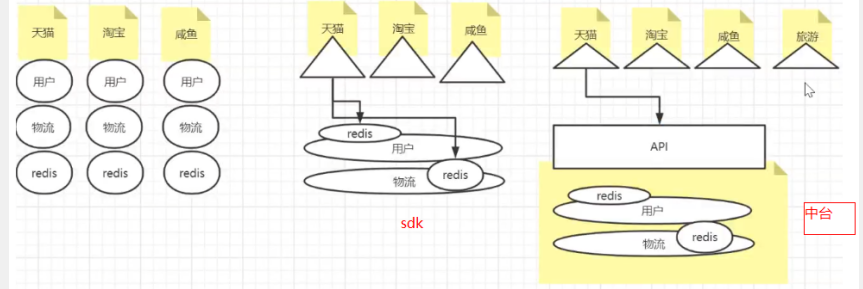 天猫
淘宝
咸鱼
用户
用户
用户
物流
物流
物流
redis
redis
redis
天猫
淘宝
咸鱼
redis
用户
redis
物流
sdk
天猫
淘宝
咸鱼
旅游
API
redis
用户
redis
物流
中台